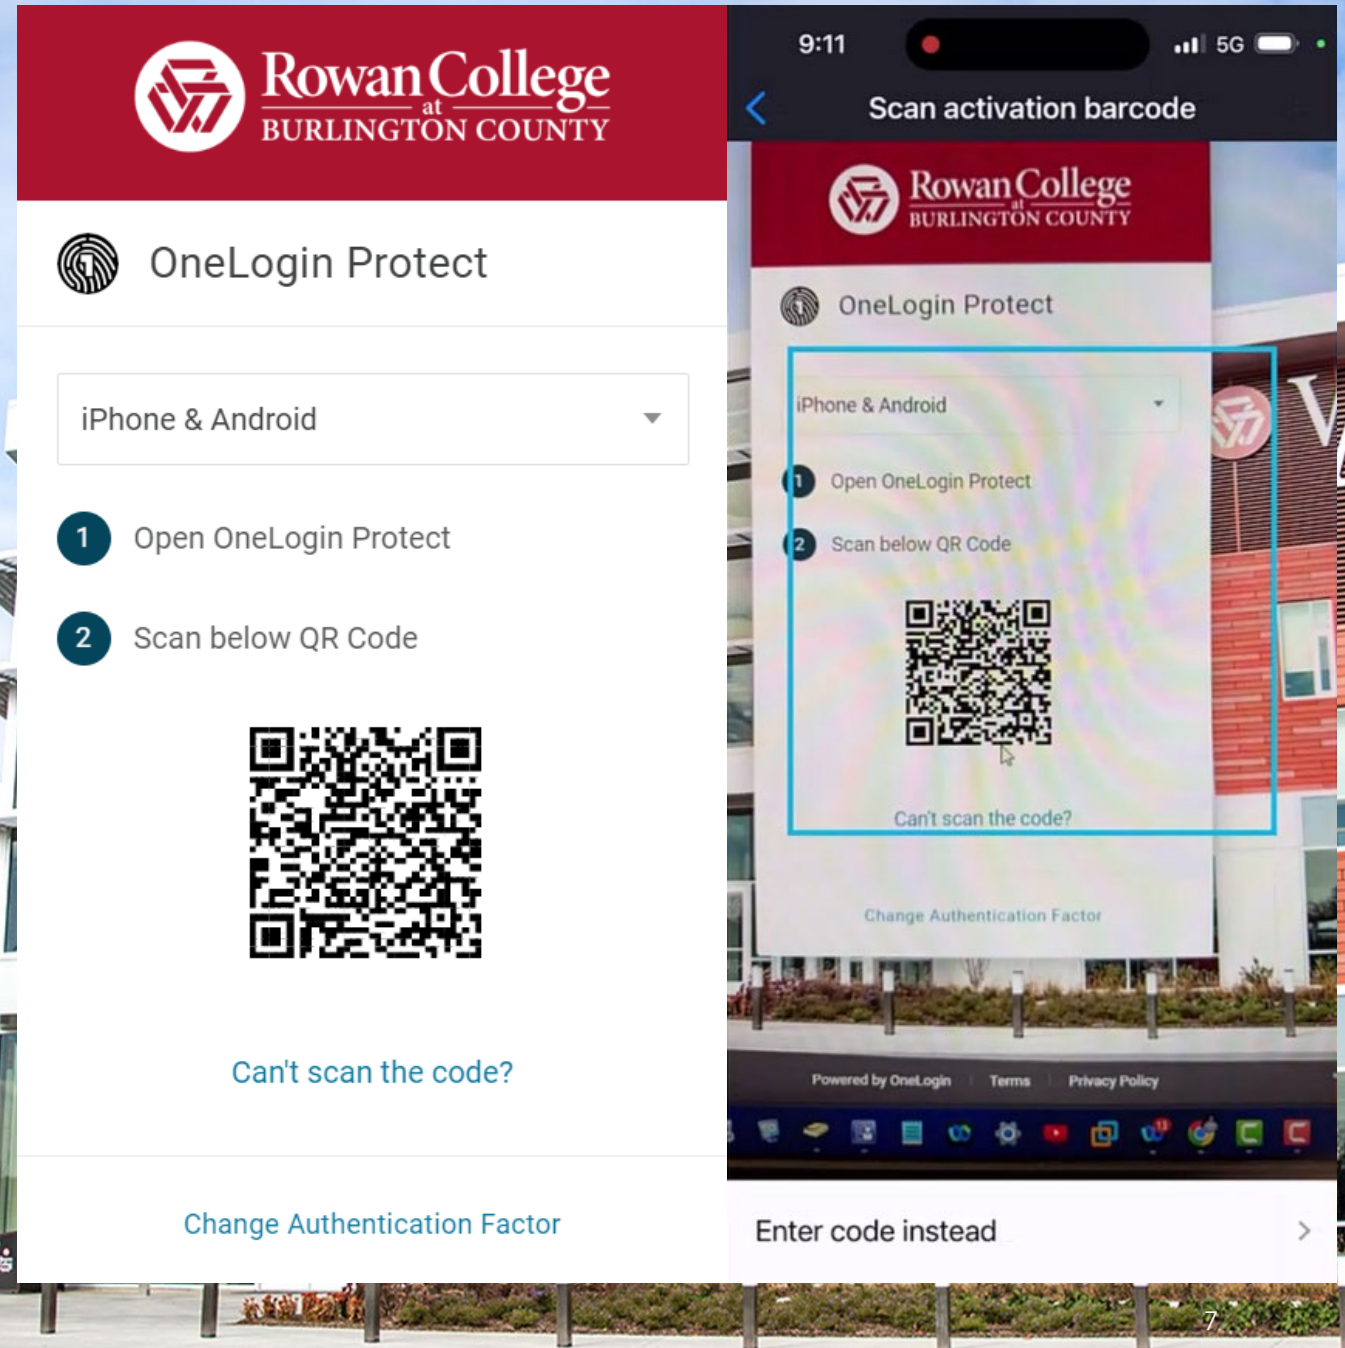 Rowan College
at
BURLINGTON COUNTY
OneLogin Protect
iPhone & Android
1 Open OneLogin Protect
2 Scan below QR Code
Can't scan the code?
Change Authentication Factor
9:11
5G
Scan activation barcode
Rowan College
at
BURLINGTON COUNTY
OneLogin Protect
iPhone & Android
1 Open OneLogin Protect
2 Scan below QR Code
Can't scan the code?
Change Authentication Factor
Powered by OneLogin
Terms
Privacy Policy
13
Enter code instead
7